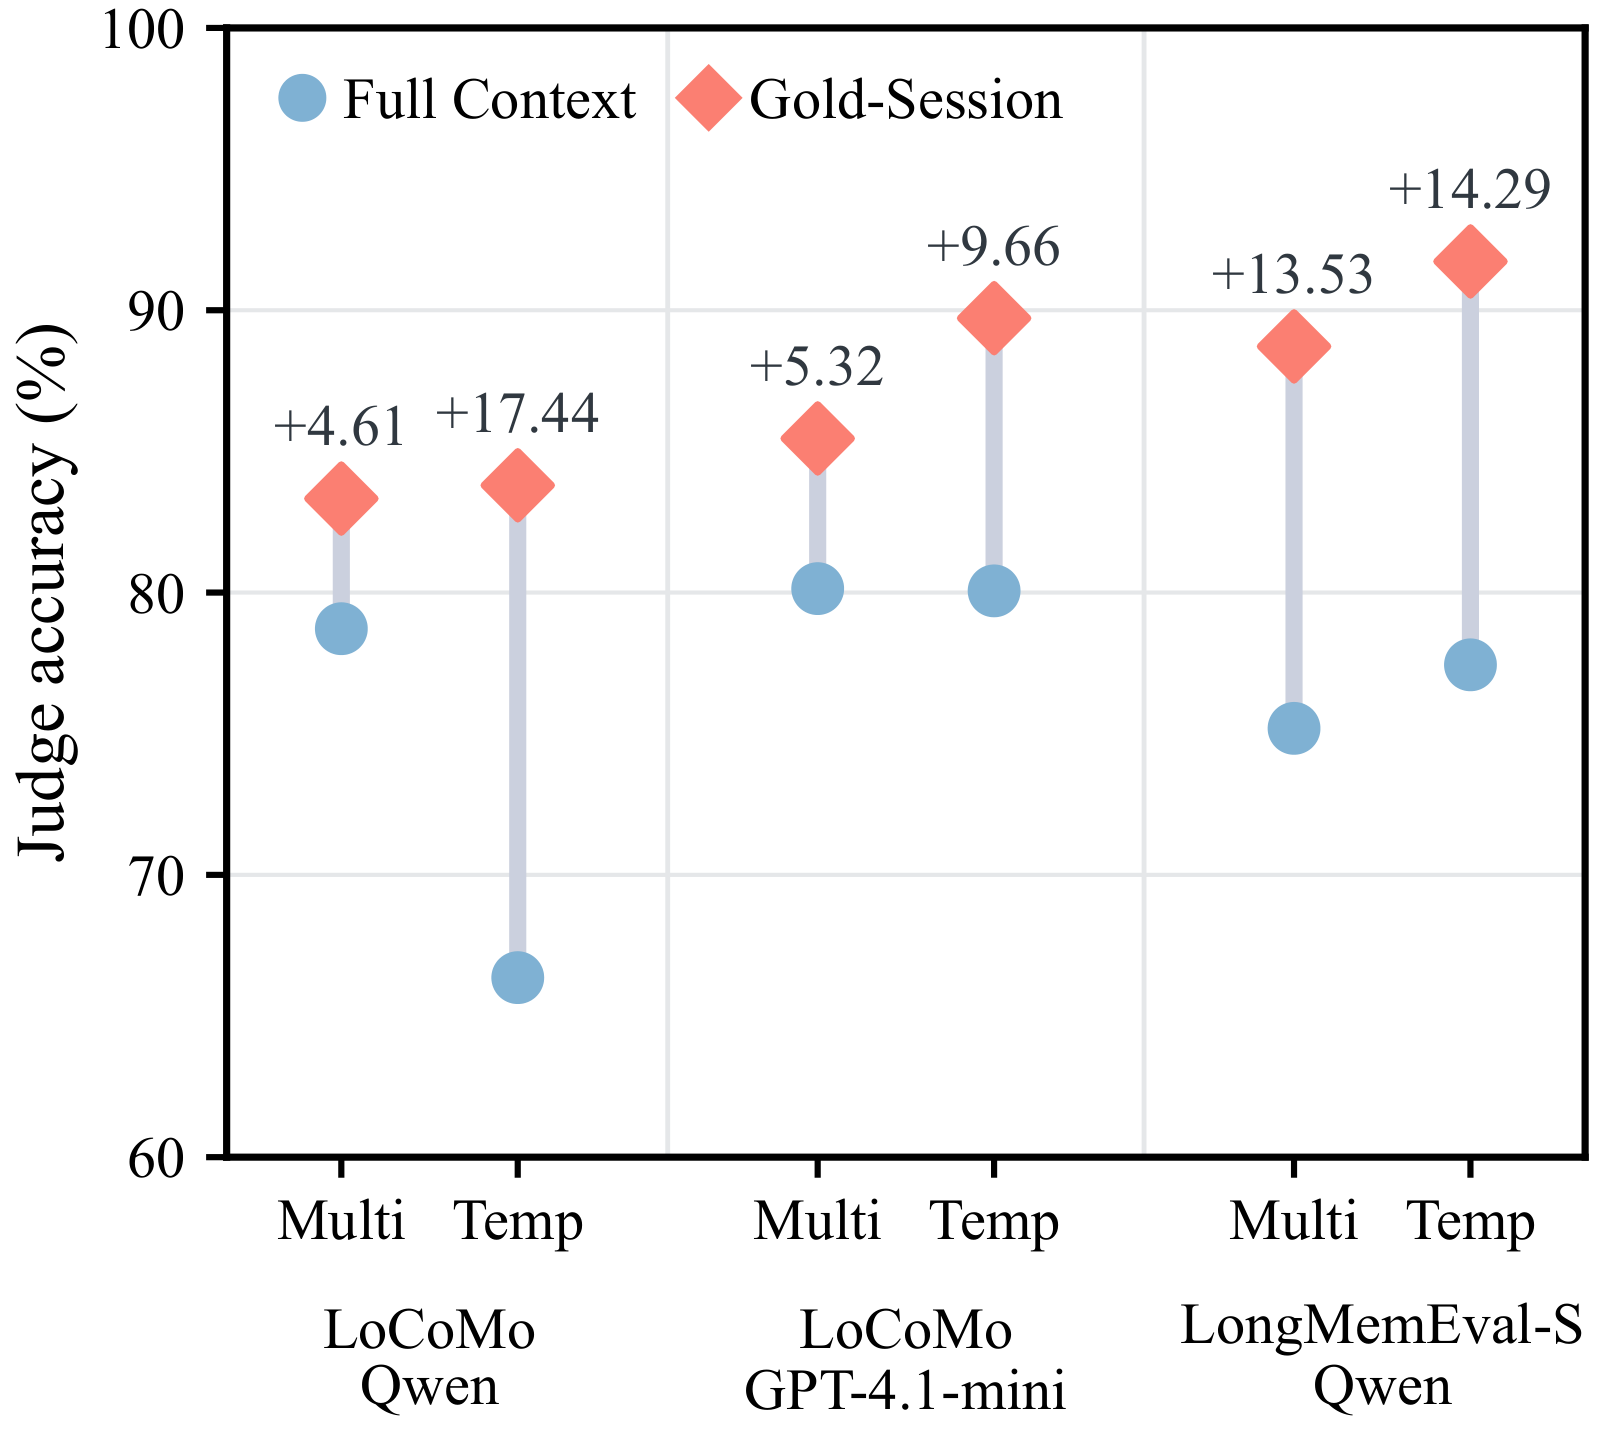 Judge accuracy (%)
100
90
80
70
60
Full Context
Gold-Session
+4.61
+17.44
+5.32
+9.66
+13.53
+14.29
Multi
Temp
Multi
Temp
Multi
Temp
LoCoMo
Qwen
LoCoMo
GPT-4.1-mini
LongMemEval-S
Qwen